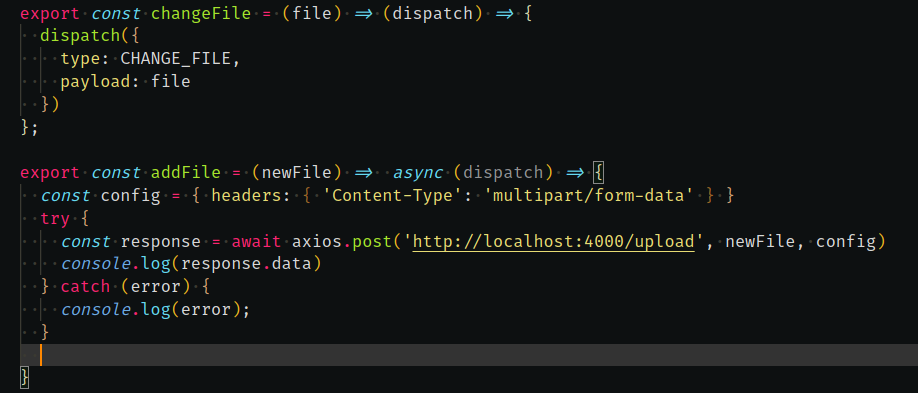 export const changeFile = (file) => (dispatch) => {
  dispatch({
    type: CHANGE_FILE,
    payload: file
  })
};

export const addFile = (newFile) => async (dispatch) => {
  const config = { headers: { 'Content-Type': 'multipart/form-data' } }
  try {
    const response = await axios.post('http://localhost:4000/upload', newFile, config)
    console.log(response.data)
  } catch (error) {
    console.log(error);
  }

}